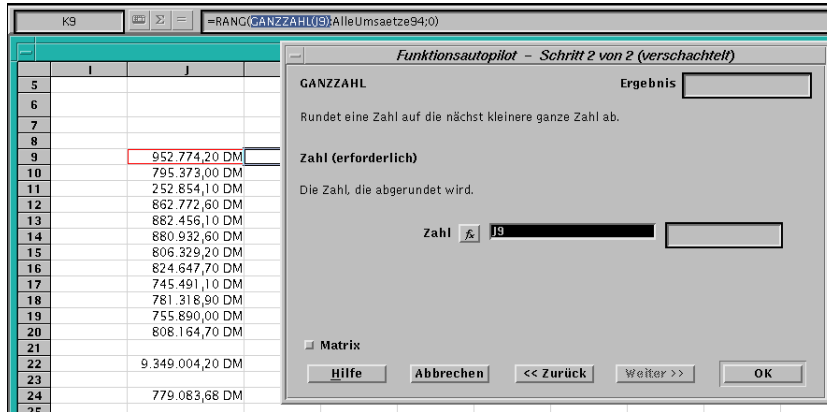 K9 Σ = =RANG(GANZZAHL(J9);AlleUmsaetze94;0)
Funktionsautopilot – Schritt 2 von 2 (verschachtelt)
I J
5
6
7
8
9 952.774,20 DM
10 795.373,00 DM
11 252.854,10 DM
12 862.772,60 DM
13 882.456,10 DM
14 880.932,60 DM
15 806.329,20 DM
16 824.647,70 DM
17 745.491,10 DM
18 781.318,90 DM
19 755.890,00 DM
20 808.164,70 DM
21
22 9.349.004,20 DM
23
24 779.083,68 DM
25
GANZZAHL Ergebnis
Rundet eine Zahl auf die nächst kleinere ganze Zahl ab.
Zahl (erforderlich)
Die Zahl, die abgerundet wird.
Zahl fx J9
Matrix
Hilfe Abbrechen << Zurück Weiter >> OK